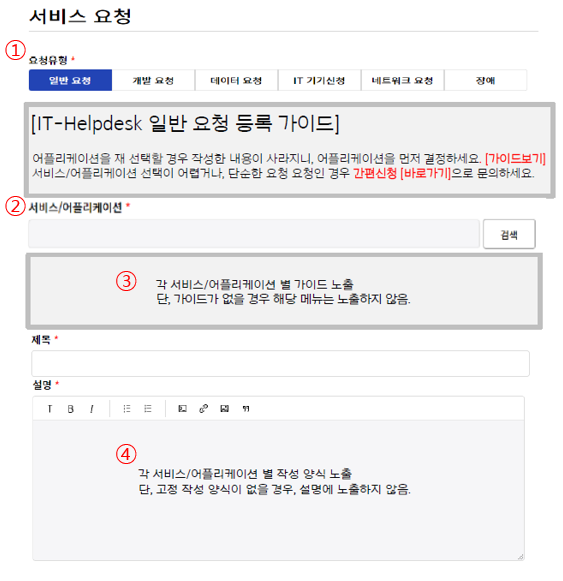 서비스 요청
①
요청유형 *
일반 요청 개발 요청 데이터 요청 IT 기기신청 네트워크 요청 장애
[IT-Helpdesk 일반 요청 등록 가이드]
어플리케이션을 재 선택할 경우 작성한 내용이 사라지니, 어플리케이션을 먼저 결정하세요. [가이드보기]
서비스/어플리케이션 선택이 어렵거나, 단순한 요청 요청인 경우 간편신청 [바로가기]으로 문의하세요.
② 서비스/어플리케이션 *
검색
③ 각 서비스/어플리케이션 별 가이드 노출
단, 가이드가 없을 경우 해당 메뉴는 노출하지 않음.
제목 *
설명 *
T B I
④
각 서비스/어플리케이션 별 작성 양식 노출
단, 고정 작성 양식이 없을 경우, 설명에 노출하지 않음.